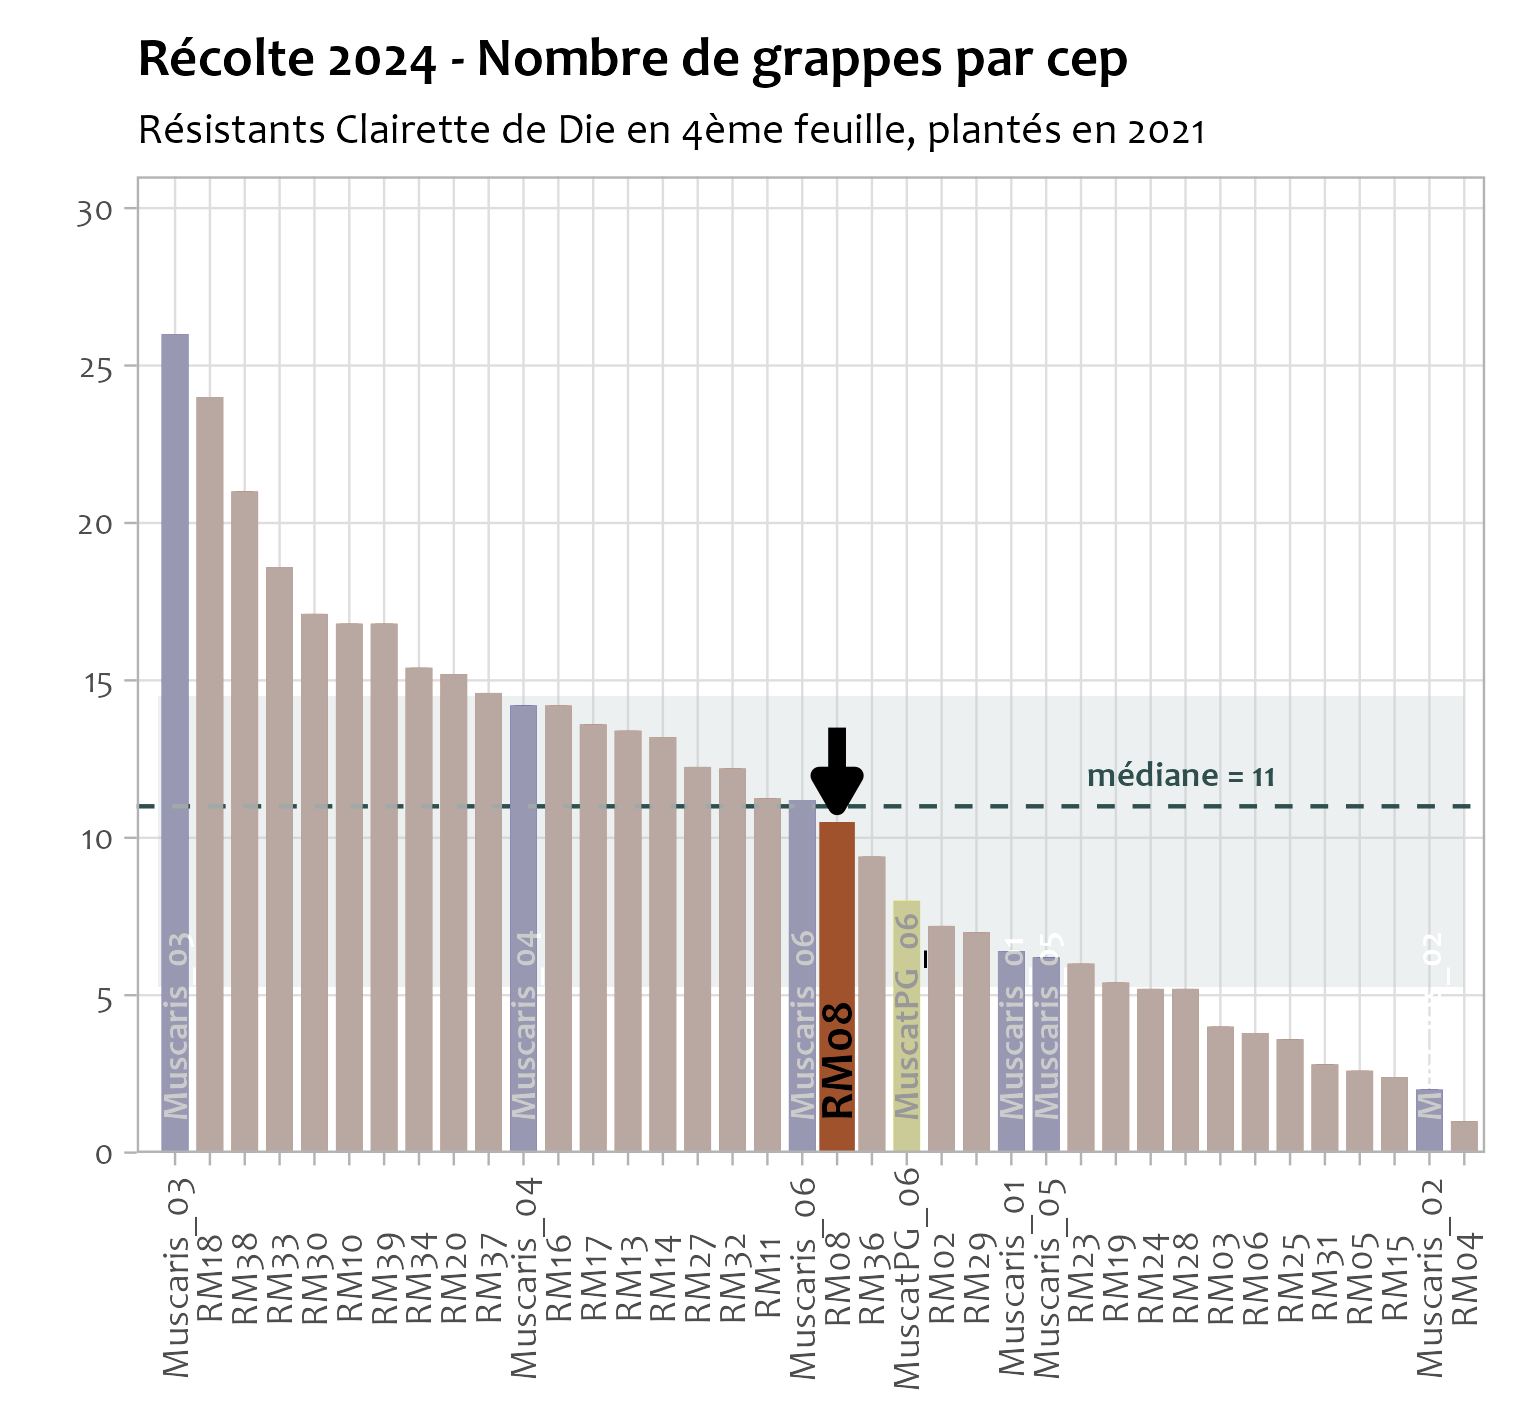 Récolte 2024 - Nombre de grappes par cep
Résistants Clairette de Die en 4ème feuille, plantés en 2021
30
25
20
15
10
5
0
médiane = 11
Muscaris_03
Muscaris_04
Muscaris_06
RM08
MuscatPG_06
Muscaris_01
Muscaris_05
Muscaris_02
Muscaris_03
RM18
RM38
RM33
RM30
RM10
RM39
RM34
RM20
RM37
Muscaris_04
RM16
RM17
RM13
RM14
RM27
RM32
RM11
Muscaris_06
RM08
RM36
MuscatPG_06
RM02
RM29
Muscaris_01
Muscaris_05
RM23
RM19
RM24
RM28
RM03
RM06
RM25
RM31
RM05
RM15
Muscaris_02
RM04